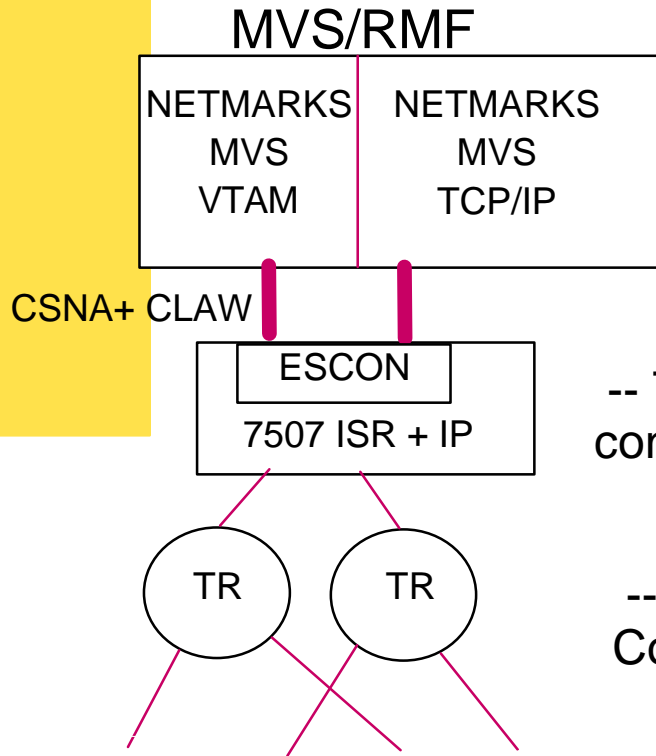 MVS/RMF
NETMARKS
MVS
VTAM
NETMARKS
MVS
TCP/IP
CSNA+ CLAW
ESCON
7507 ISR + IP
--
TR
TR
--